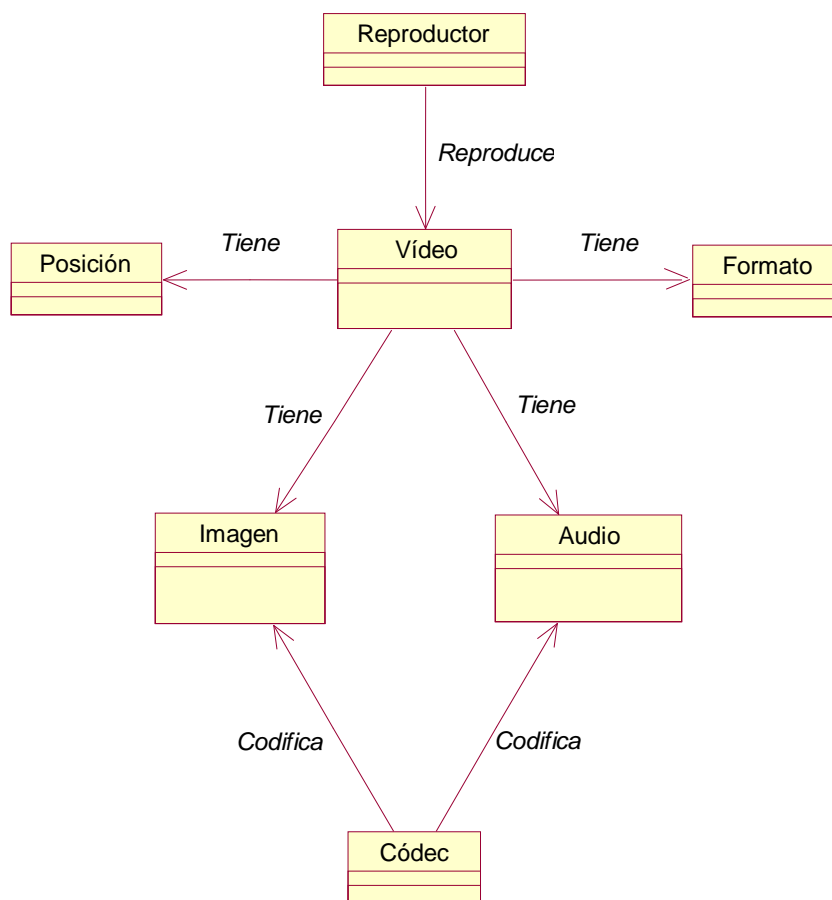 Reproductor
Reproduce
Posición
Tiene
Vídeo
Tiene
Formato
Tiene
Tiene
Imagen
Audio
Codifica
Codifica
Códec